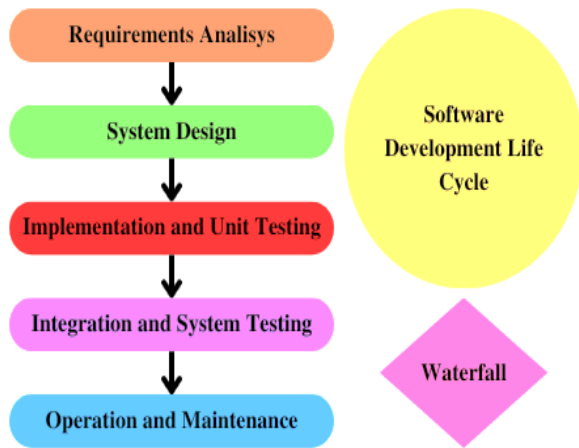 Requirements Analisys
System Design
Implementation and Unit Testing
Integration and System Testing
Operation and Maintenance
Software
Development Life
Cycle
Waterfall